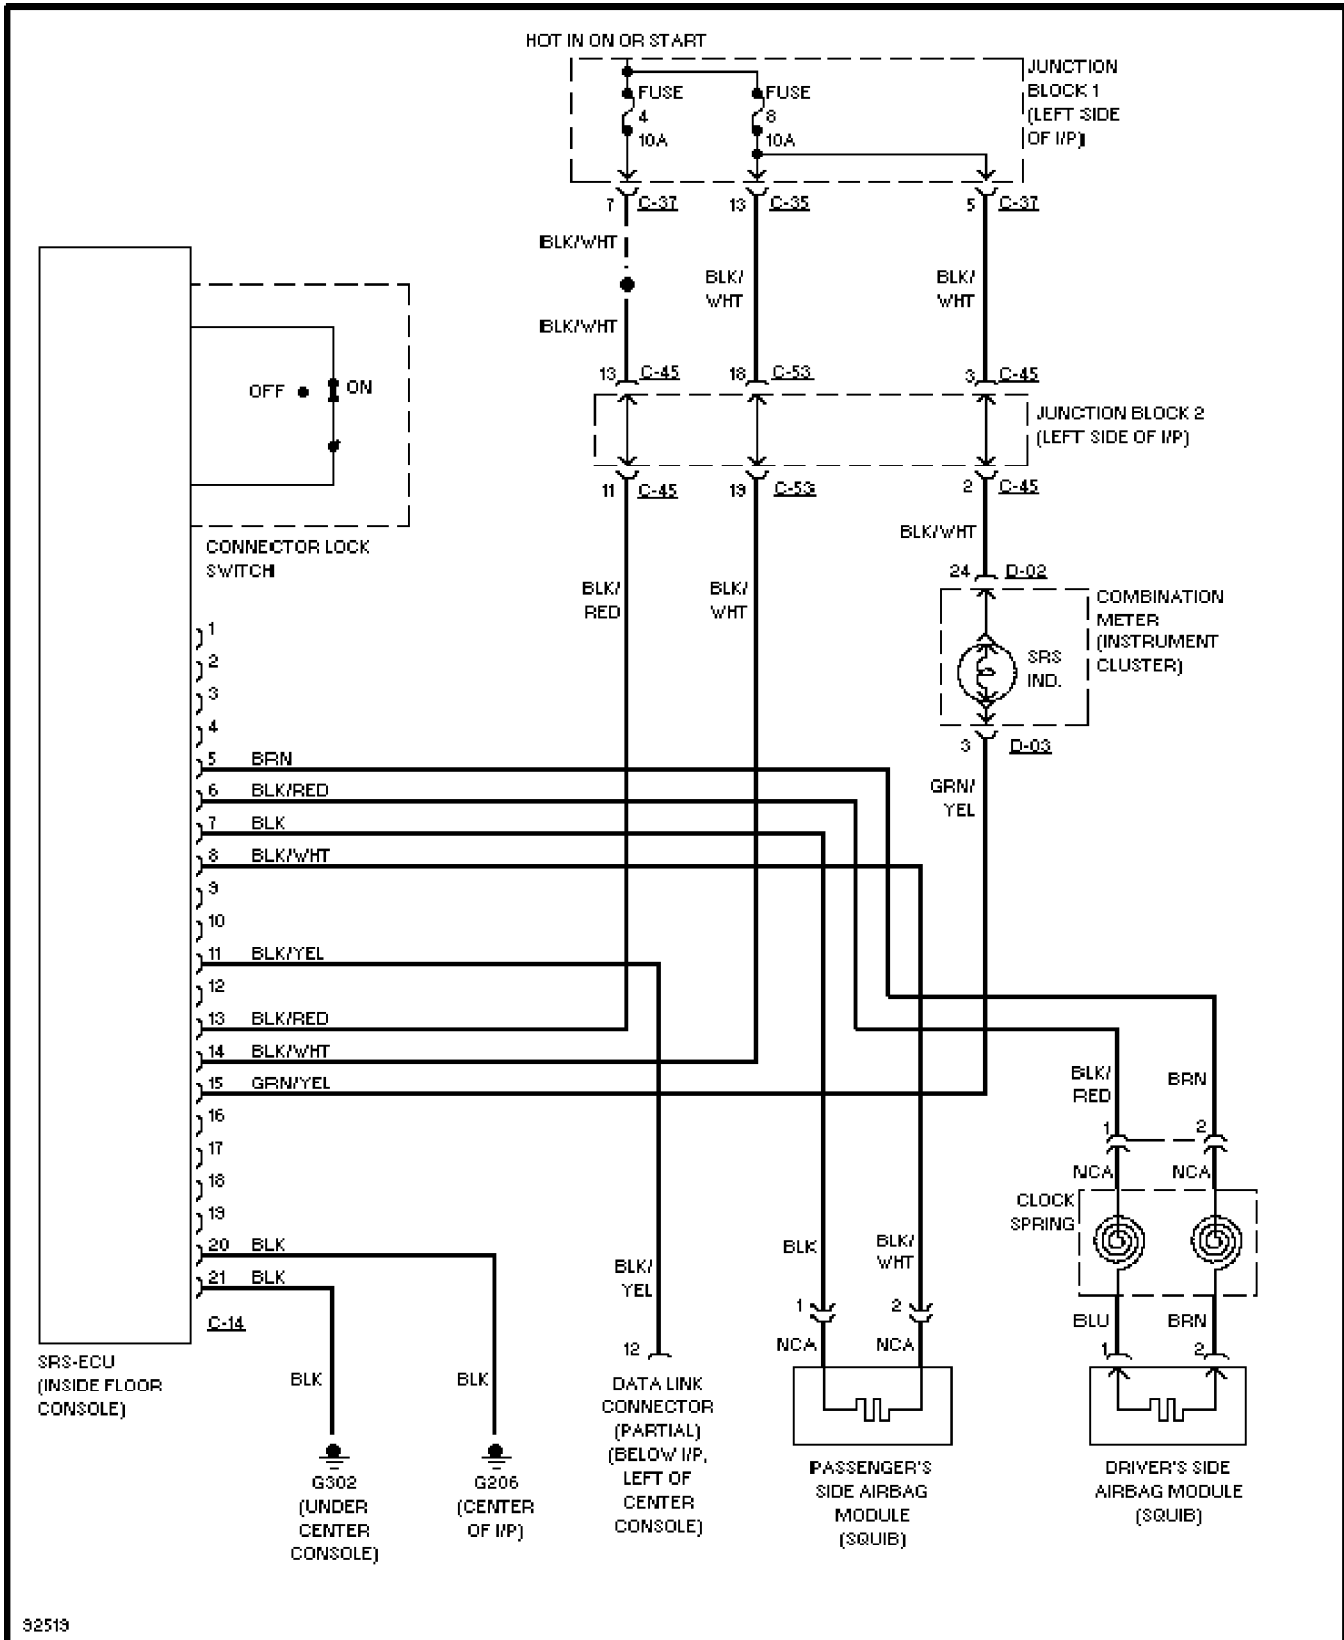 HOT IN ON OR START
JUNCTION
BLOCK 1
(LEFT SIDE
OF I/P)
FUSE
4
10A
FUSE
8
10A
7 C-37
13 C-35
5 C-37
BLK/WHT
BLK/
WHT
BLK/
WHT
BLK/WHT
13 C-45
18 C-53
3 C-45
OFF
ON
JUNCTION BLOCK 2
(LEFT SIDE OF I/P)
11 C-45
19 C-53
2 C-45
BLK/WHT
CONNECTOR LOCK
SWITCH
24 D-02
BLK/
RED
BLK/
WHT
COMBINATION
METER
(INSTRUMENT
CLUSTER)
SRS
IND.
3 D-03
GRN/
YEL
1
2
3
4
5 BRN
6 BLK/RED
7 BLK
8 BLK/WHT
9
10
11 BLK/YEL
12
13 BLK/RED
14 BLK/WHT
15 GRN/YEL
16
17
18
19
20 BLK
21 BLK
C-14
SRS-ECU
(INSIDE FLOOR
CONSOLE)
BLK
BLK
G302
(UNDER
CENTER
CONSOLE)
G206
(CENTER
OF I/P)
BLK/
YEL
12
DATA LINK
CONNECTOR
(PARTIAL)
(BELOW I/P,
LEFT OF
CENTER
CONSOLE)
BLK
BLK/
WHT
1
2
NCA
NCA
PASSENGER'S
SIDE AIRBAG
MODULE
(SQUIB)
BLK/
RED
BRN
1
2
NCA
NCA
CLOCK
SPRING
BLU
BRN
1
2
DRIVER'S SIDE
AIRBAG MODULE
(SQUIB)
92519